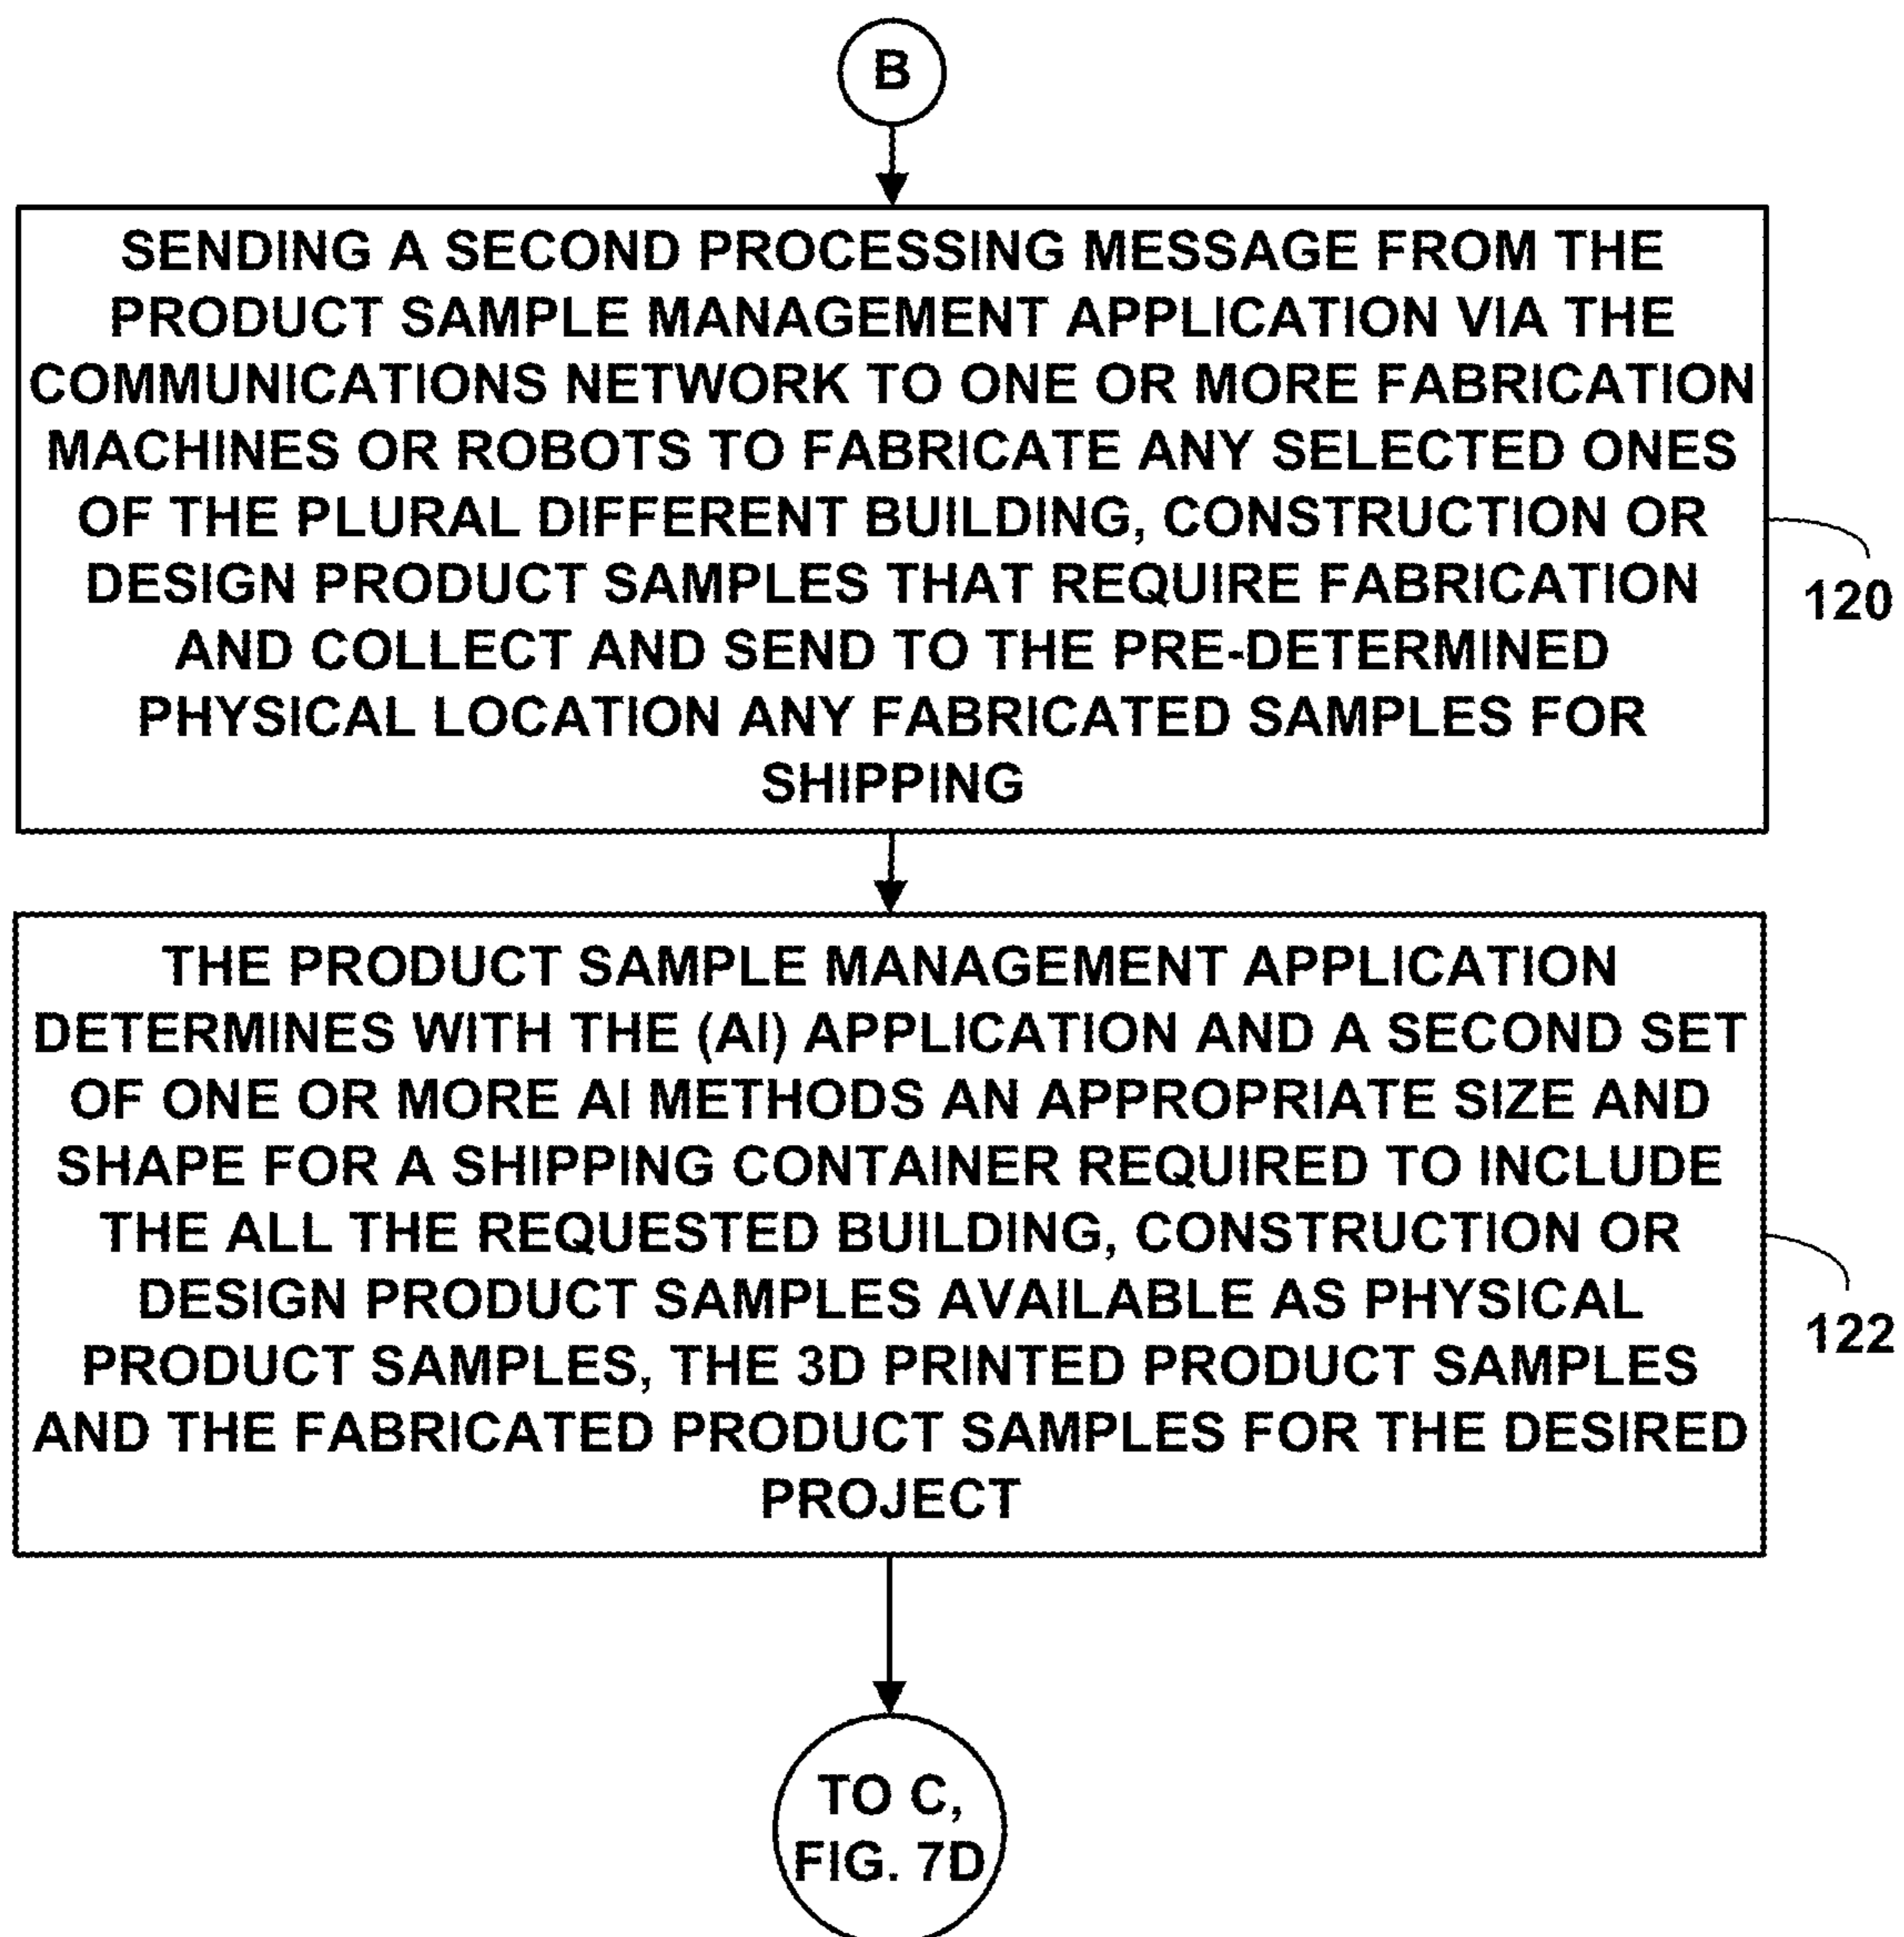 B
SENDING A SECOND PROCESSING MESSAGE FROM THE
PRODUCT SAMPLE MANAGEMENT APPLICATION VIA THE
COMMUNICATIONS NETWORK TO ONE OR MORE FABRICATION
MACHINES OR ROBOTS TO FABRICATE ANY SELECTED ONES
OF THE PLURAL DIFFERENT BUILDING, CONSTRUCTION OR
DESIGN PRODUCT SAMPLES THAT REQUIRE FABRICATION
AND COLLECT AND SEND TO THE PRE-DETERMINED
PHYSICAL LOCATION ANY FABRICATED SAMPLES FOR
SHIPPING
120
THE PRODUCT SAMPLE MANAGEMENT APPLICATION
DETERMINES WITH THE (AI) APPLICATION AND A SECOND SET
OF ONE OR MORE AI METHODS AN APPROPRIATE SIZE AND
SHAPE FOR A SHIPPING CONTAINER REQUIRED TO INCLUDE
THE ALL THE REQUESTED BUILDING, CONSTRUCTION OR
DESIGN PRODUCT SAMPLES AVAILABLE AS PHYSICAL
PRODUCT SAMPLES, THE 3D PRINTED PRODUCT SAMPLES
AND THE FABRICATED PRODUCT SAMPLES FOR THE DESIRED
PROJECT
122
TO C,
FIG. 7D